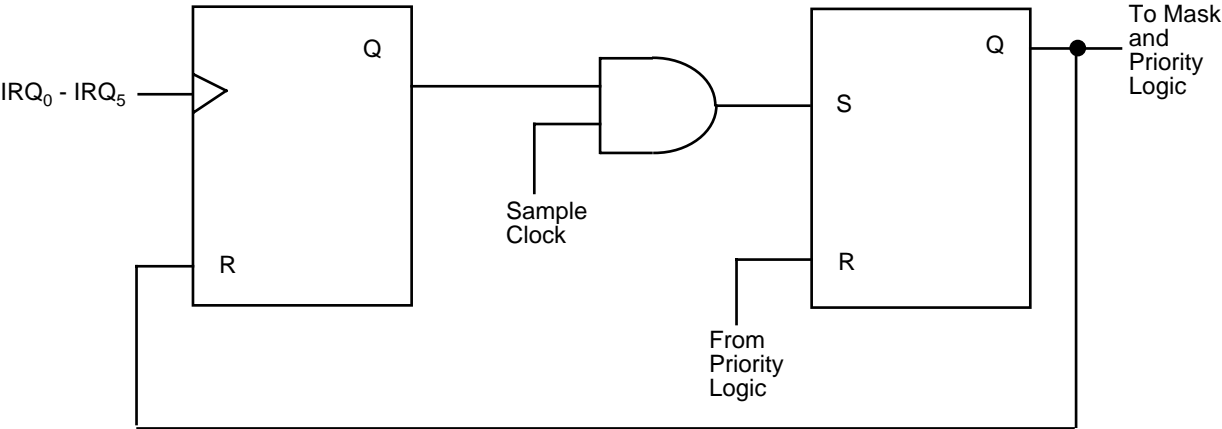 IRQ0 - IRQ5
Q
R
Sample
Clock
S
R
Q
From
Priority
Logic
To Mask
and
Priority
Logic